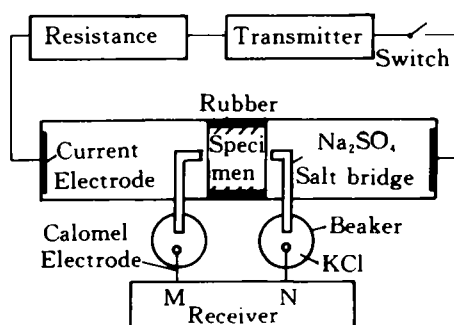 Resistance
Transmitter
Switch
Rubber
Current
Electrode
Speci
men
Na₂SO₄
Salt bridge
Calomel
Electrode
Beaker
KCl
M
N
Receiver